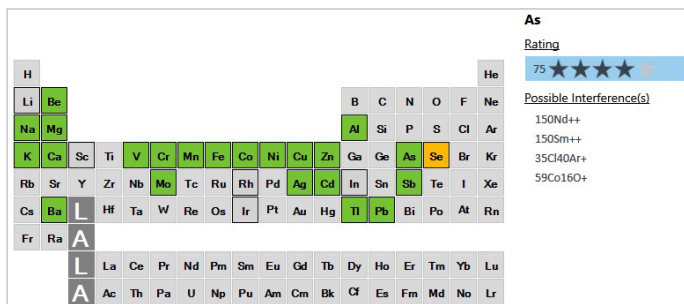 As
Rating
75
Possible Interference(s)
150Nd++
150Sm++
35Cl40Ar+
59Co16O+
H He
Li Be B C N O F Ne
Na Mg Al Si P S Cl Ar
K Ca Sc Ti V Cr Mn Fe Co Ni Cu Zn Ga Ge As Se Br Kr
Rb Sr Y Zr Nb Mo Tc Ru Rh Pd Ag Cd In Sn Sb Te I Xe
Cs Ba L Hf Ta W Re Os Ir Pt Au Hg Tl Pb Bi Po At Rn
Fr Ra A
L La Ce Pr Nd Pm Sm Eu Gd Tb Dy Ho Er Tm Yb Lu
A Ac Th Pa U Np Pu Am Cm Bk Cf Es Fm Md No Lr